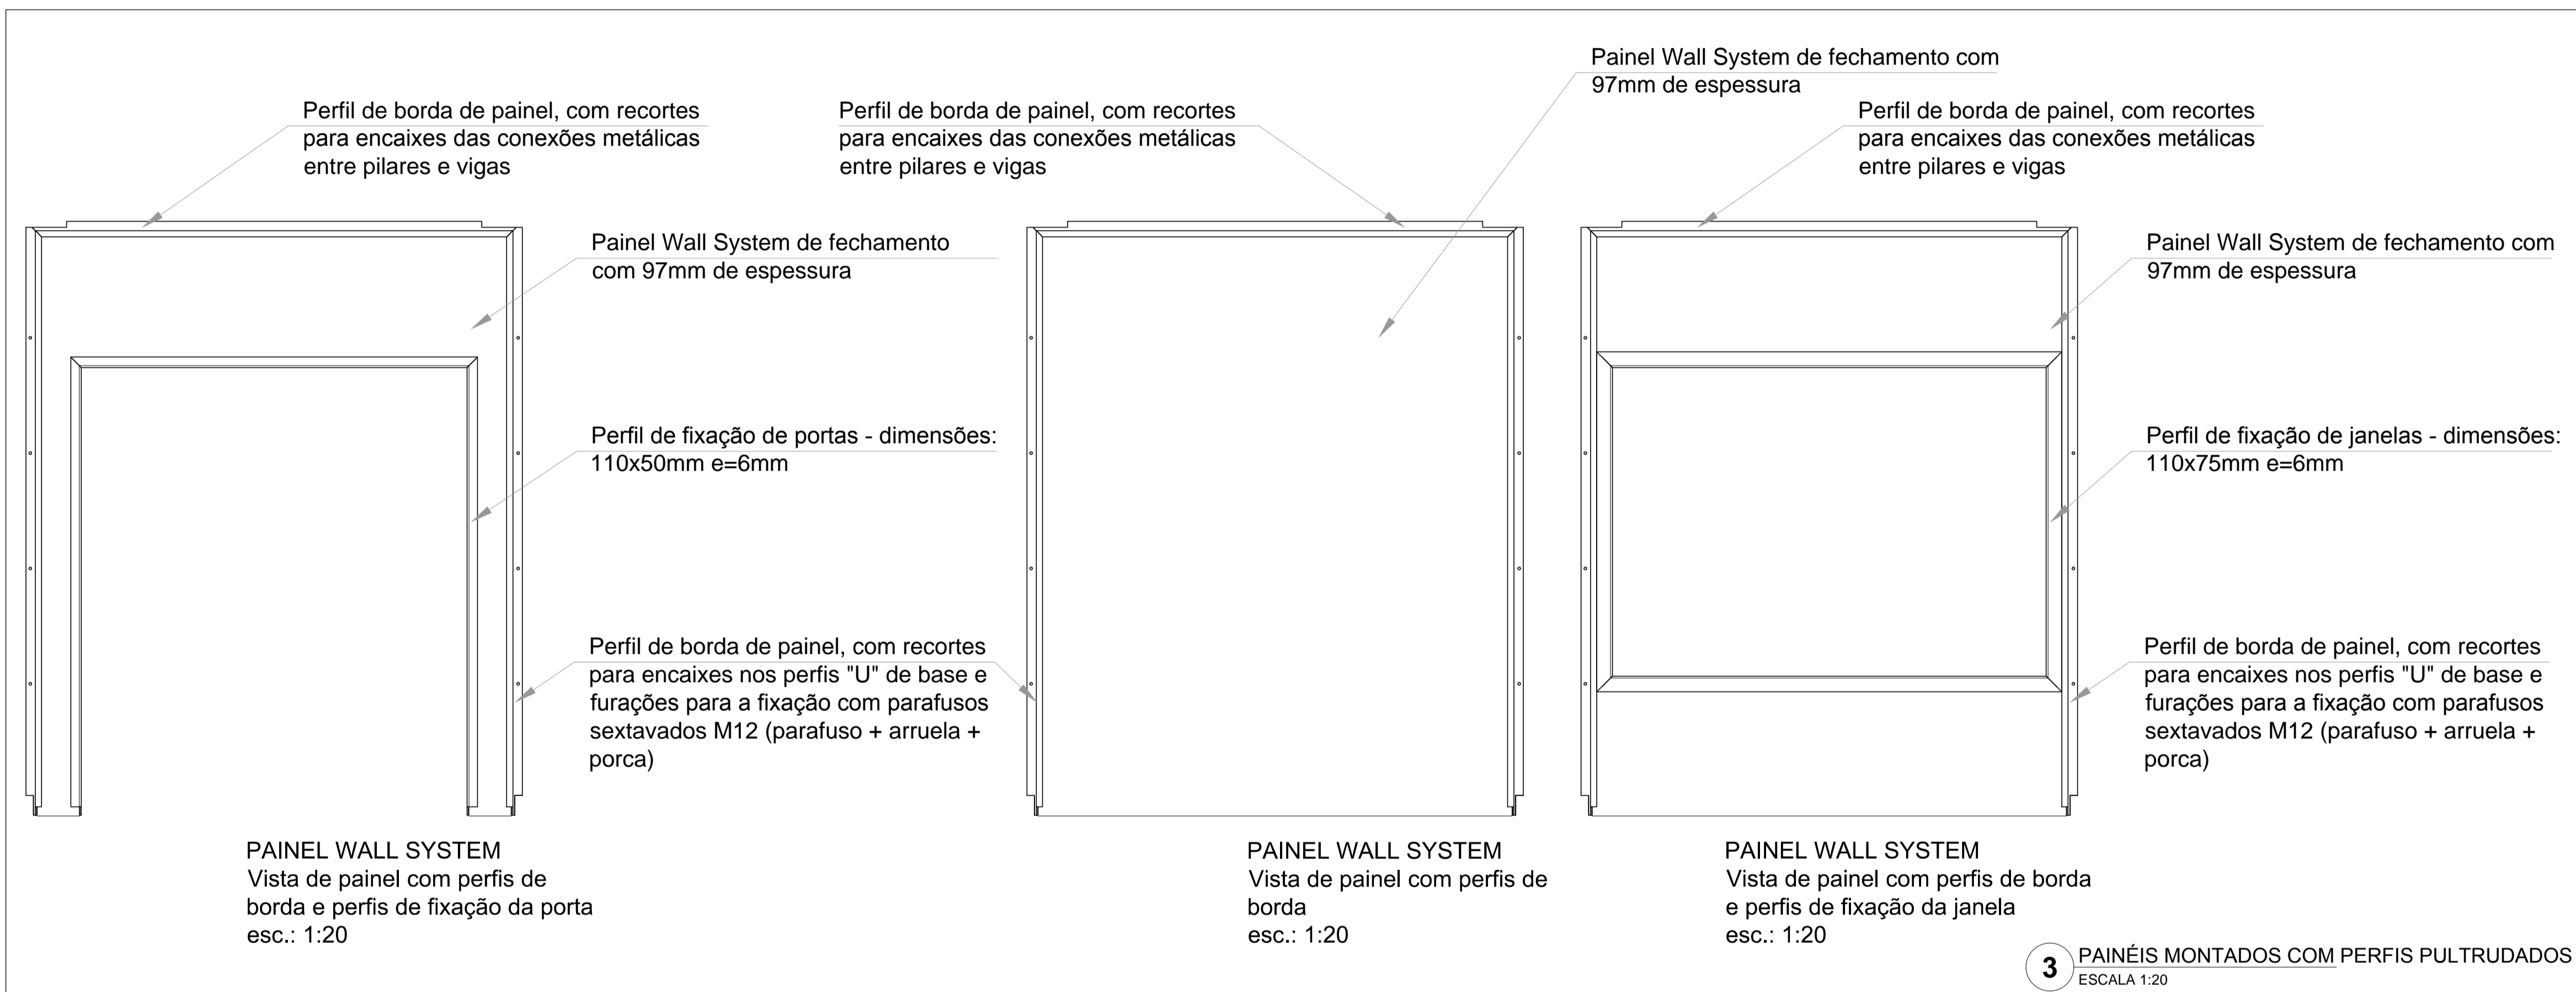 Painel Wall System de fechamento com
97mm de espessura
Perfil de borda de painel, com recortes
para encaixes das conexões metálicas
entre pilares e vigas
Perfil de borda de painel, com recortes
para encaixes das conexões metálicas
entre pilares e vigas
Perfil de borda de painel, com recortes
para encaixes das conexões metálicas
entre pilares e vigas
Painel Wall System de fechamento
com 97mm de espessura
Painel Wall System de fechamento com
97mm de espessura
Perfil de fixação de portas - dimensões:
110x50mm e=6mm
Perfil de fixação de janelas - dimensões:
110x75mm e=6mm
Perfil de borda de painel, com recortes
para encaixes nos perfis "U" de base e
furações para a fixação com parafusos
sextavados M12 (parafuso + arruela +
porca)
Perfil de borda de painel, com recortes
para encaixes nos perfis "U" de base e
furações para a fixação com parafusos
sextavados M12 (parafuso + arruela +
porca)
PAINEL WALL SYSTEM
Vista de painel com perfis de
borda e perfis de fixação da porta
esc.: 1:20
PAINEL WALL SYSTEM
Vista de painel com perfis de
borda
esc.: 1:20
PAINEL WALL SYSTEM
Vista de painel com perfis de borda
e perfis de fixação da janela
esc.: 1:20
3 PAINÉIS MONTADOS COM PERFIS PULTRUDADOS
ESCALA 1:20